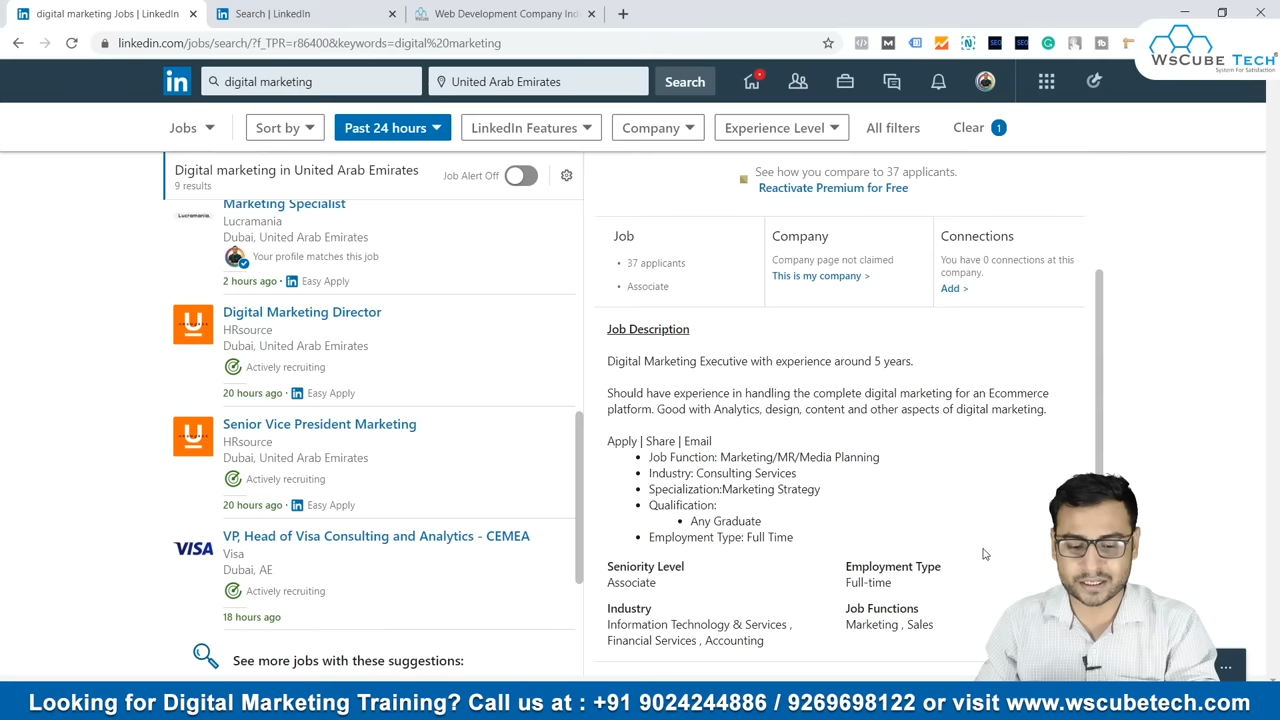 digital marketing Jobs | LinkedIn
Search | LinkedIn
Web Development Company Ind
linkedin.com/jobs/search/?f_TPR=r86400&keywords=digital%20marketing
WsCube Tech
System For Satisfaction
digital marketing
United Arab Emirates
Search
Jobs
Sort by
Past 24 hours
LinkedIn Features
Company
Experience Level
All filters
Clear 1
Digital marketing in United Arab Emirates
9 results
Job Alert Off
Marketing Specialist
Lucramania.
Lucramania
Dubai, United Arab Emirates
Your profile matches this job
2 hours ago · in Easy Apply
Digital Marketing Director
HRsource
Dubai, United Arab Emirates
Actively recruiting
20 hours ago · in Easy Apply
Senior Vice President Marketing
HRsource
Dubai, United Arab Emirates
Actively recruiting
20 hours ago · in Easy Apply
VISA
VP, Head of Visa Consulting and Analytics - CEMEA
Visa
Dubai, AE
Actively recruiting
18 hours ago
See more jobs with these suggestions:
See how you compare to 37 applicants.
Reactivate Premium for Free
Job
• 37 applicants
• Associate
Company
Company page not claimed
This is my company >
Connections
You have 0 connections at this
company.
Add >
Job Description
Digital Marketing Executive with experience around 5 years.
Should have experience in handling the complete digital marketing for an Ecommerce
platform. Good with Analytics, design, content and other aspects of digital marketing.
Apply | Share | Email
• Job Function: Marketing/MR/Media Planning
• Industry: Consulting Services
• Specialization:Marketing Strategy
• Qualification:
• Any Graduate
• Employment Type: Full Time
Seniority Level
Associate
Employment Type
Full-time
Industry
Information Technology & Services ,
Financial Services , Accounting
Job Functions
Marketing , Sales
Looking for Digital Marketing Training? Call us at : +91 9024244886 / 9269698122 or visit www.wscubetech.com